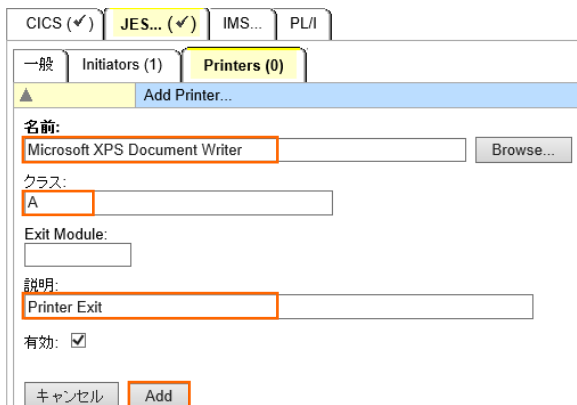 CICS (✔) JES... (✔) IMS... PL/I
一般 Initiators (1) Printers (0)
▲ Add Printer...
名前:
Microsoft XPS Document Writer Browse...
クラス:
A
Exit Module:
説明:
Printer Exit
有効: ✔
キャンセル Add